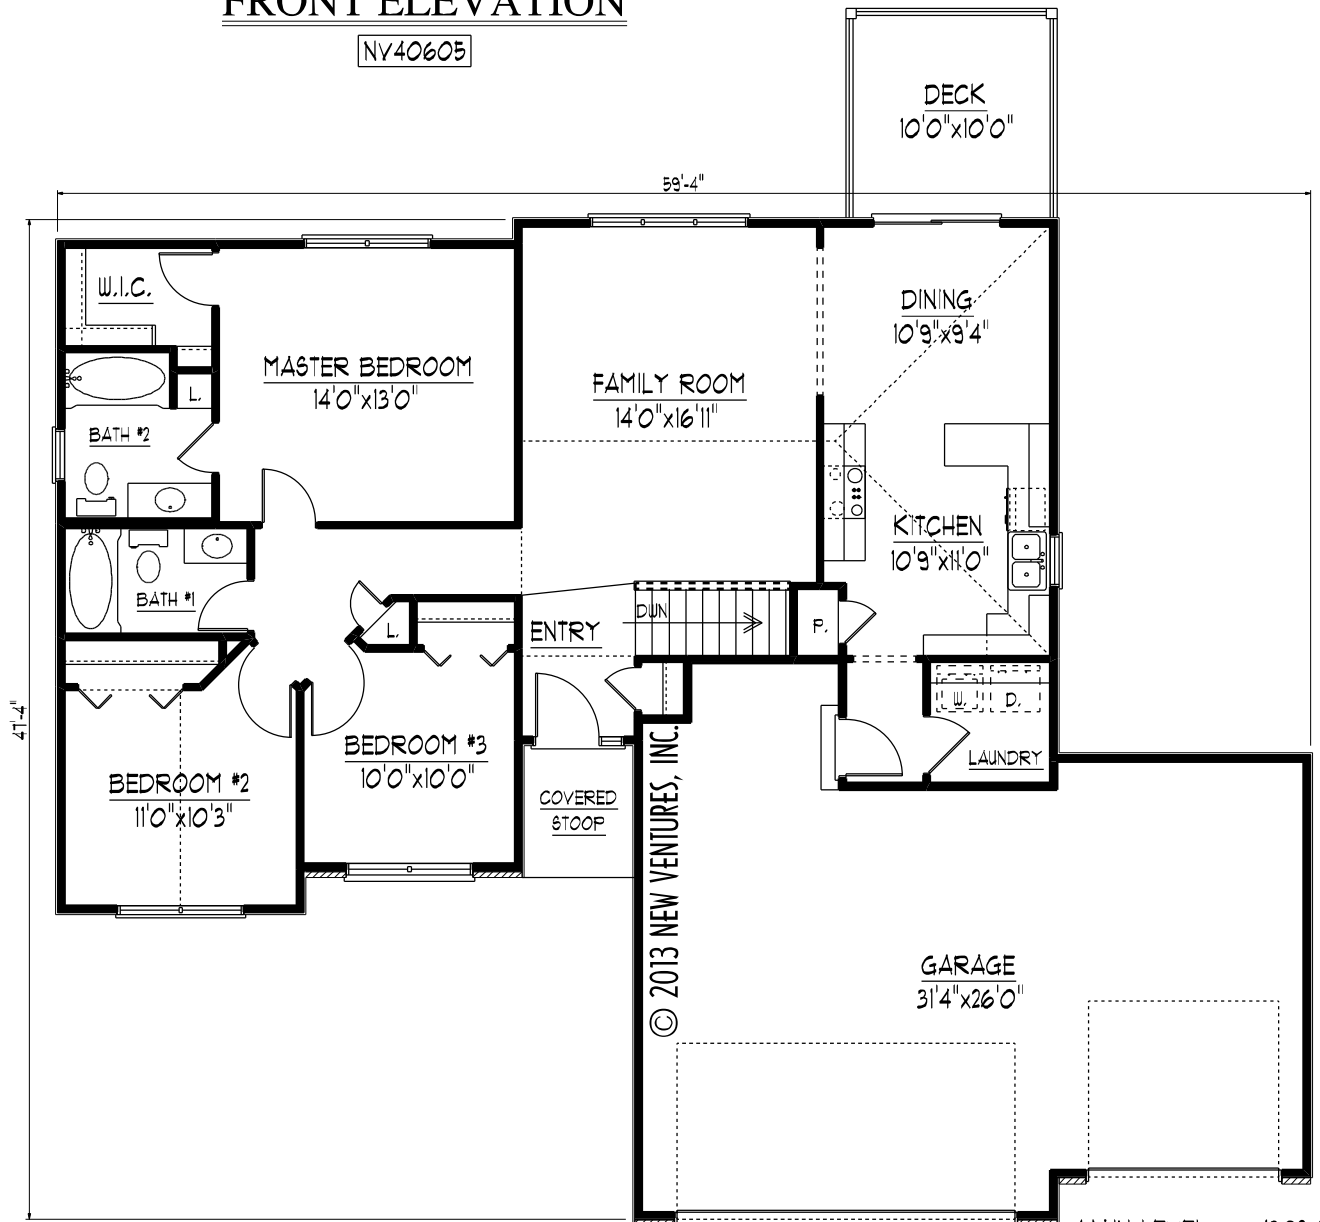 FRONT ELEVATION
NV40605
DECK
10'0"x10'0"
59'-4"
W.I.C.
DINING
10'9"x9'4"
MASTER BEDROOM
14'0"x13'0"
FAMILY ROOM
14'0"x16'11"
L.
BATH #2
KITCHEN
10'9"x11'0"
BATH #1
L.
ENTRY
DWN
P.
W.
D.
LAUNDRY
47'-4"
BEDROOM #3
10'0"x10'0"
BEDROOM #2
11'0"x10'3"
COVERED
STOOP
© 2013 NEW VENTURES, INC.
GARAGE
31'4"x26'0"